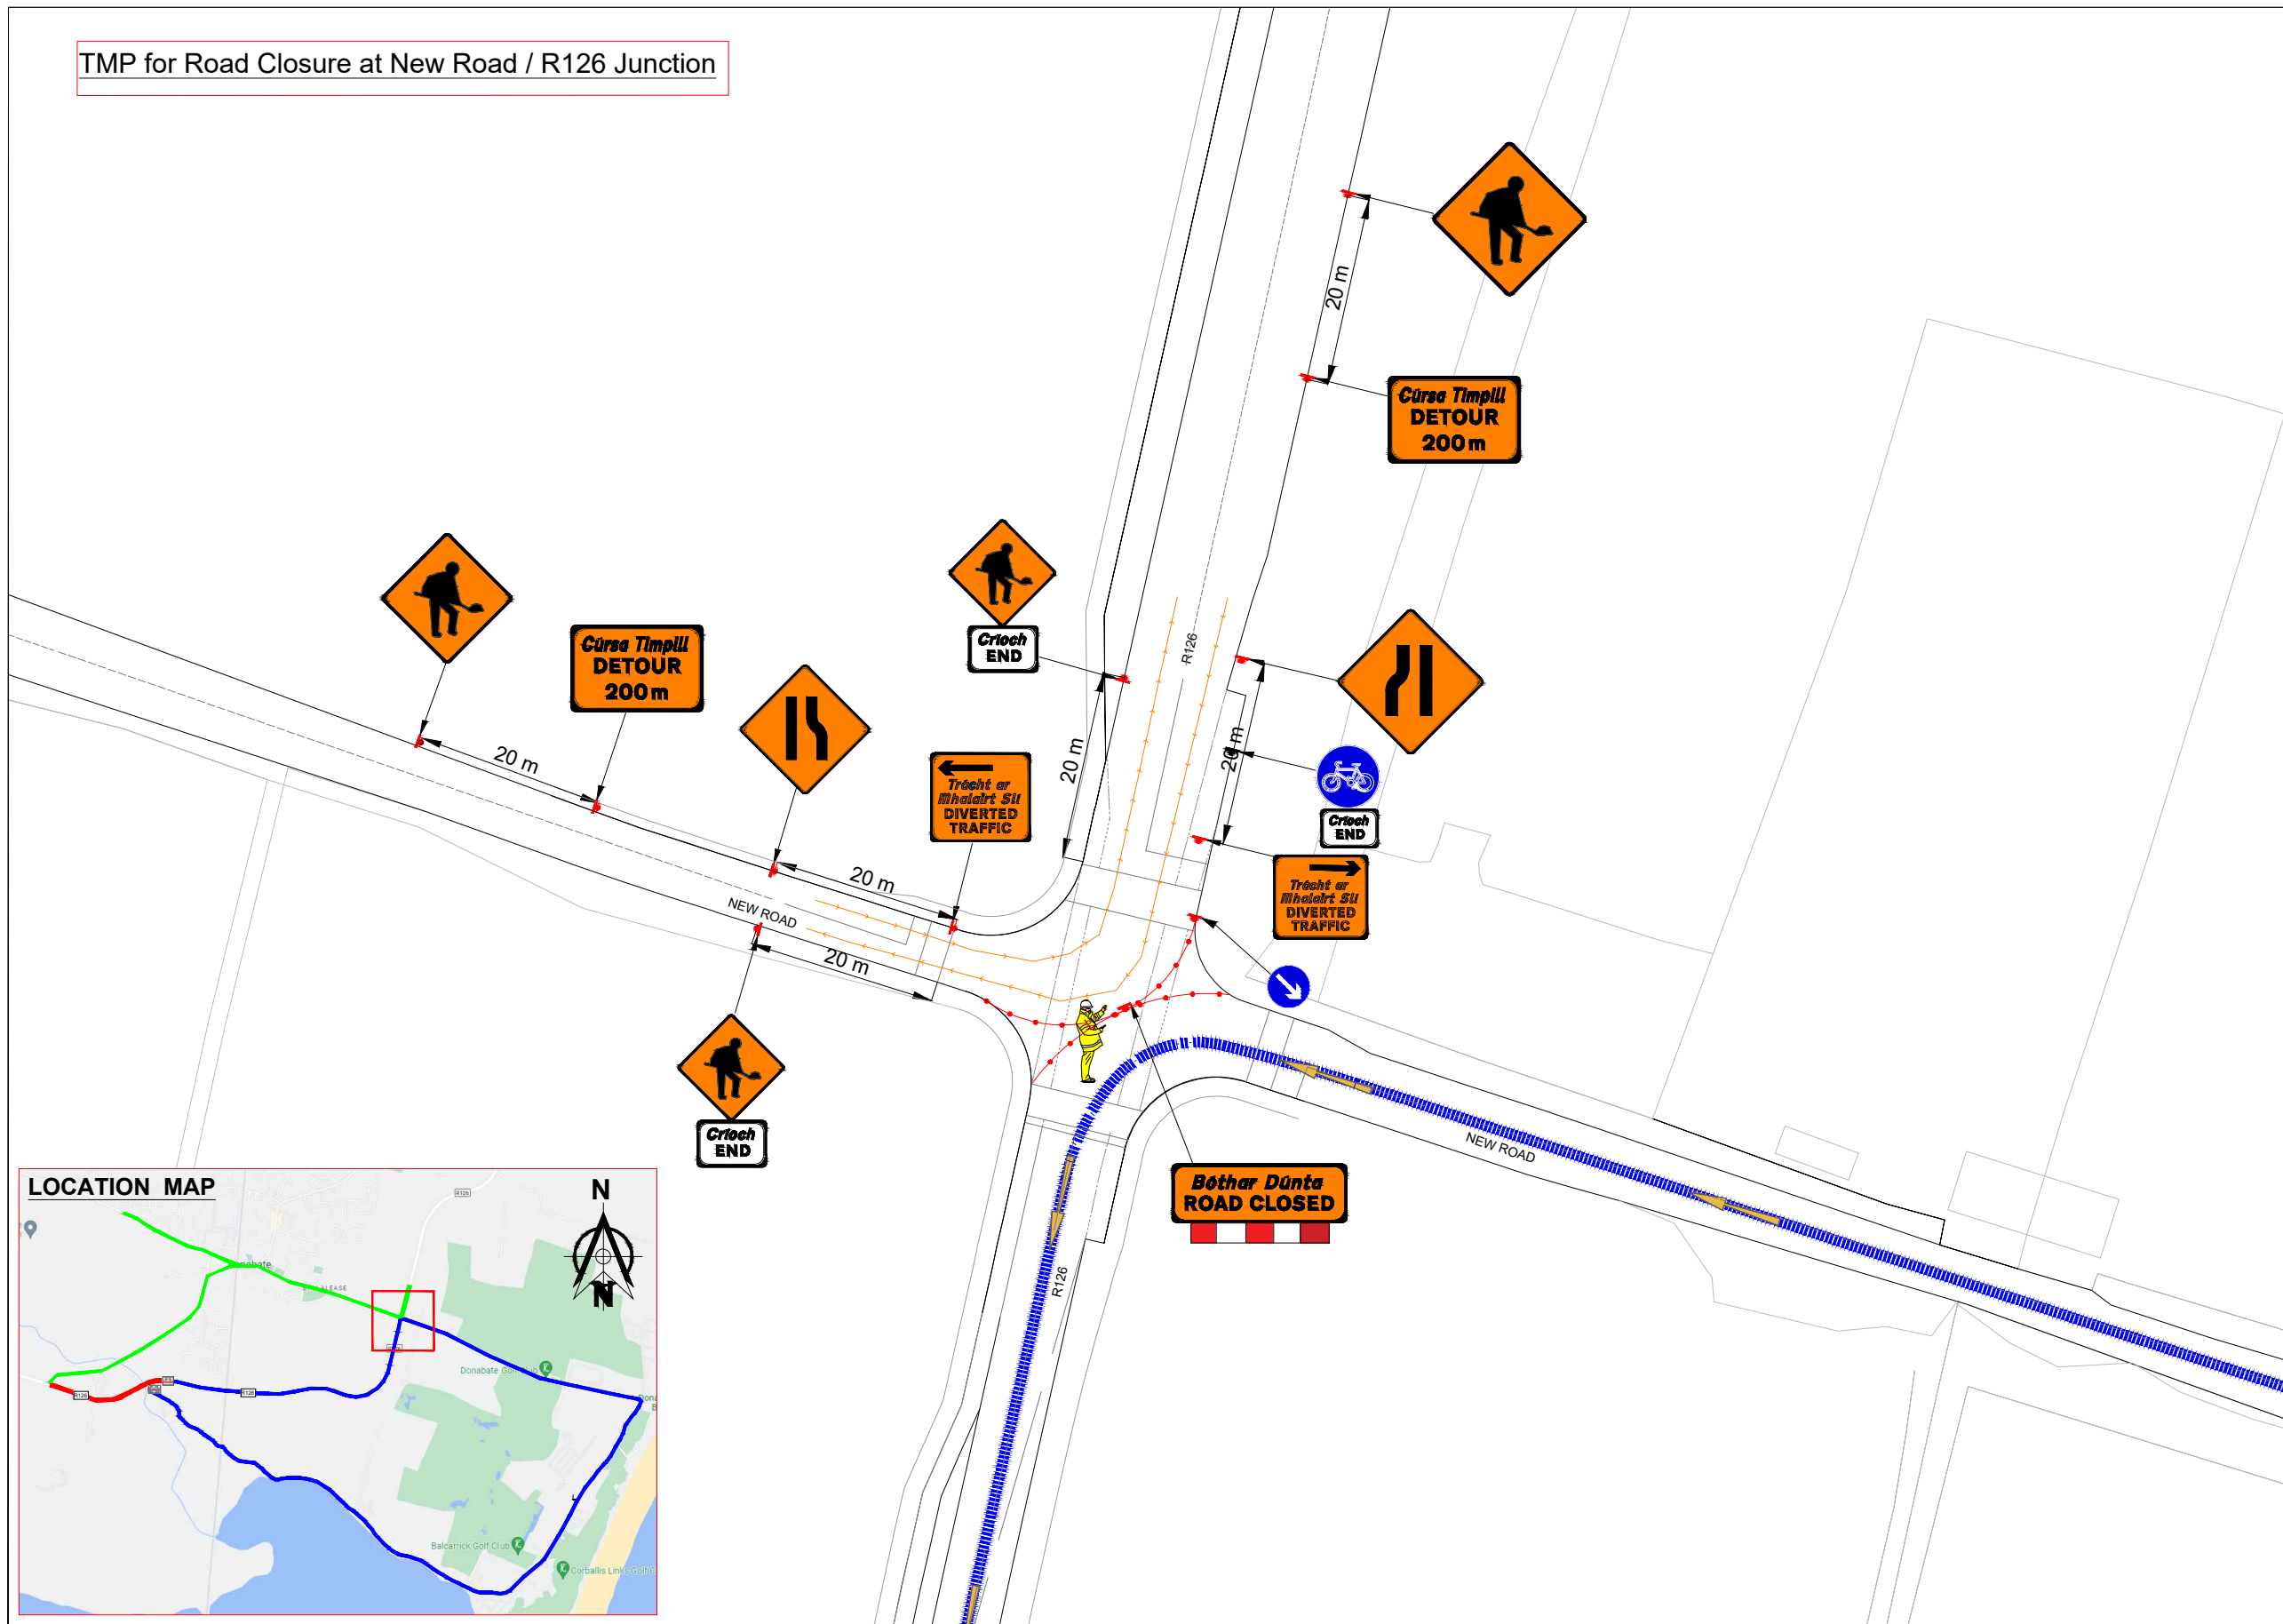 TMP for Road Closure at New Road / R126 Junction
20 m
Cúrsa Timpill
DETOUR
200 m
Críoch
END
R126
Cúrsa Timpill
DETOUR
200 m
20 m
20 m
20 m
Críoch
END
Trácht ar
Mhalairt Slí
DIVERTED
TRAFFIC
20 m
Trácht ar
Mhalairt Slí
DIVERTED
TRAFFIC
NEW ROAD
20 m
Críoch
END
NEW ROAD
Bóthar Dúnta
ROAD CLOSED
R126
LOCATION MAP
N
N
R126
Donabate Golf Club
R126
R126
Balcarrick Golf Club
Corballis Links Golf C